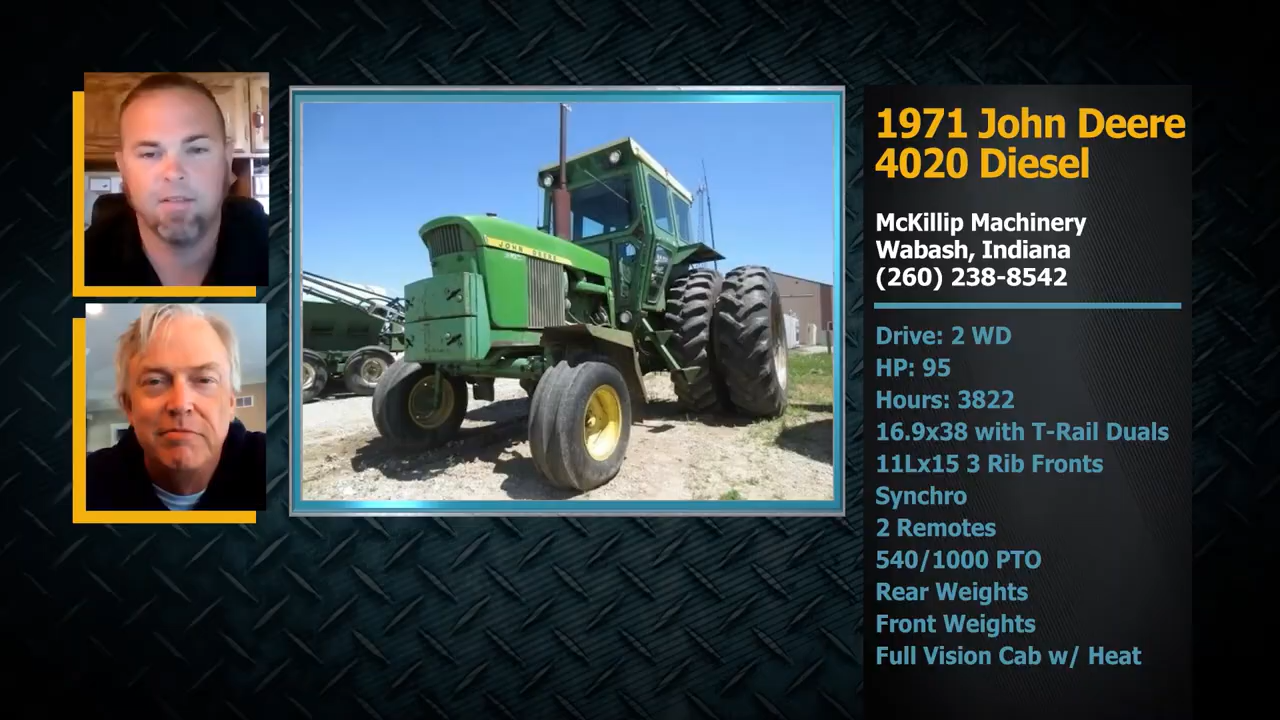 1971 John Deere
4020 Diesel
McKillip Machinery
Wabash, Indiana
(260) 238-8542
Drive: 2 WD
HP: 95
Hours: 3822
16.9x38 with T-Rail Duals
11Lx15 3 Rib Fronts
Synchro
2 Remotes
540/1000 PTO
Rear Weights
Front Weights
Full Vision Cab w/ Heat
JOHN DEERE